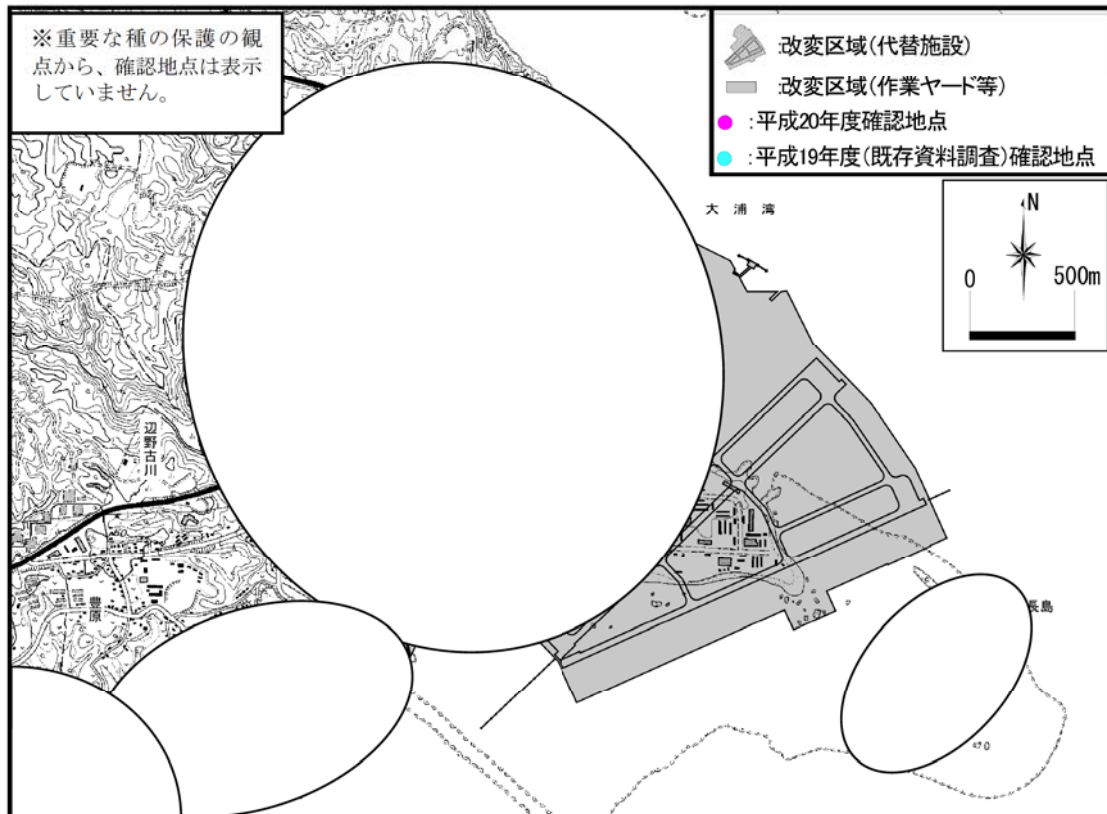 ※重要な種の保護の観
点から、確認地点は表示
していません。
:改変区域(代替施設)
:改変区域(作業ヤード等)
:平成20年度確認地点
:平成19年度(既存資料調査)確認地点
大浦湾
N
0 500m
辺野古川
豊原
長島